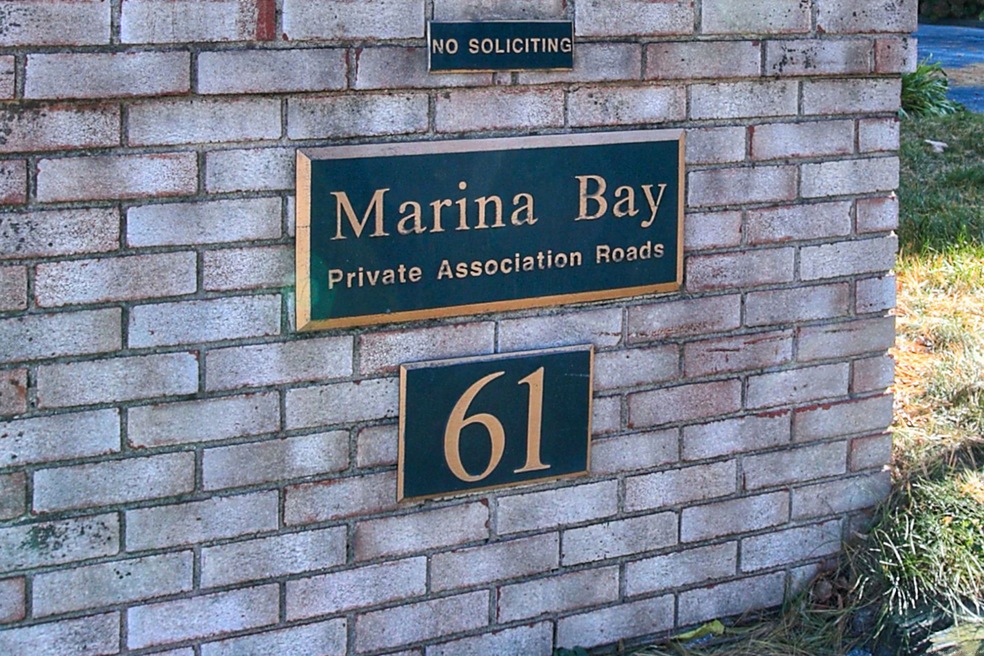 NO SOLICITING
Marina Bay
Private Association Roads
61